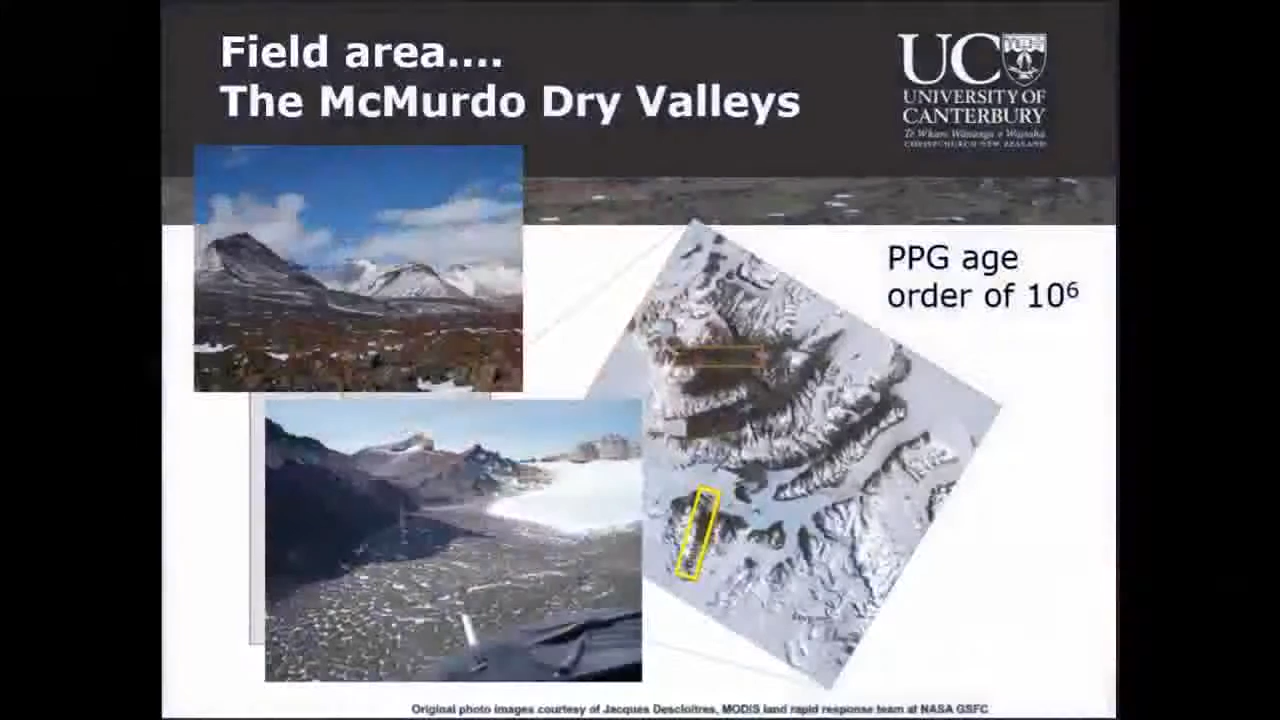 Field area....
The McMurdo Dry Valleys
UC
UNIVERSITY OF
CANTERBURY
Te Whare Wānanga o Waitaha
CHRISTCHURCH NEW ZEALAND
PPG age
order of 10⁶
Original photo images courtesy of Jacques Descloitres, MODIS land rapid response team at NASA GSFC